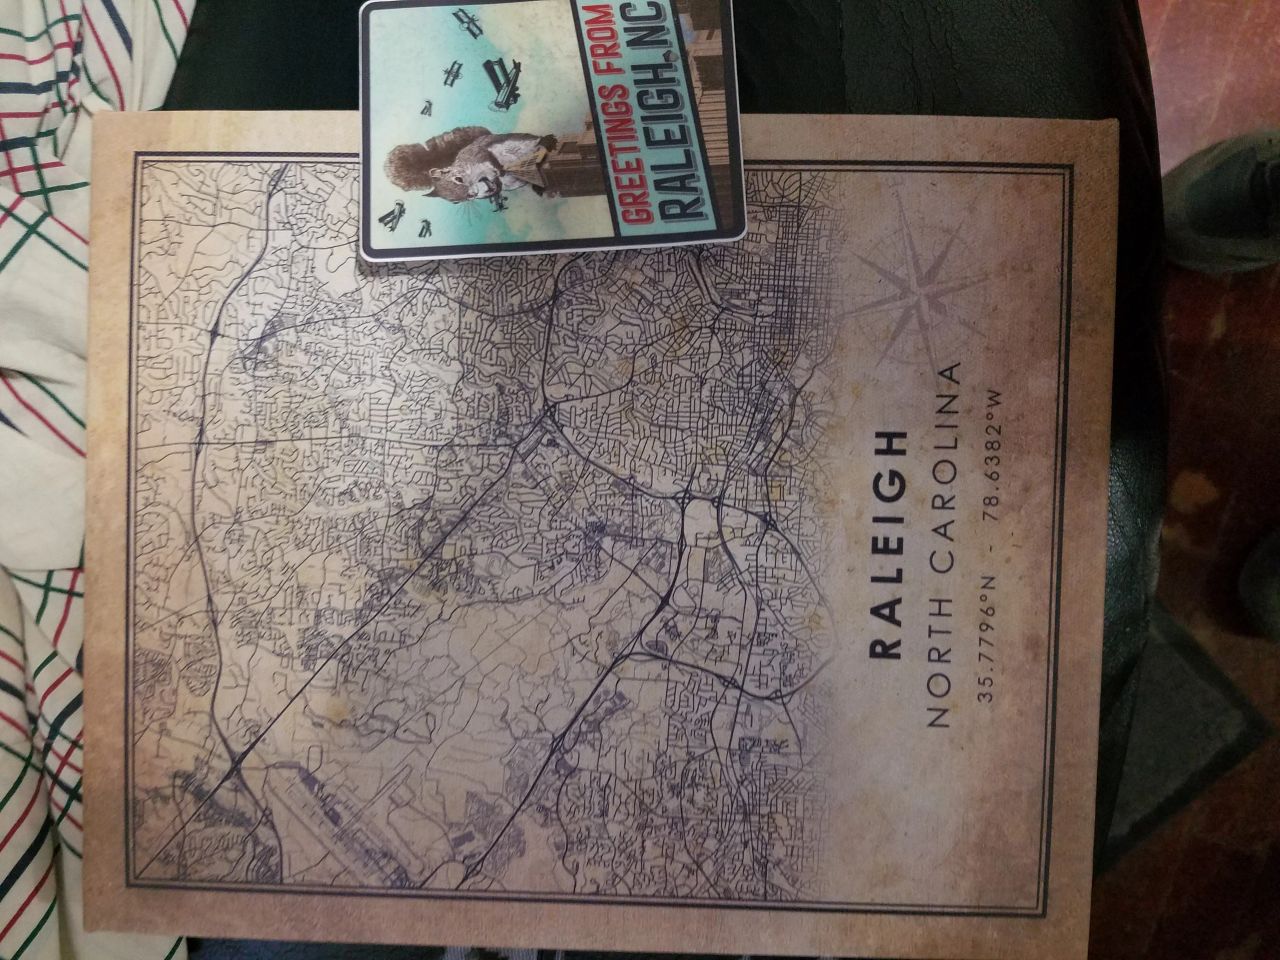 GREETINGS FROM
RALEIGH, NC
RALEIGH
NORTH CAROLINA
35.7796°N - 78.6382°W